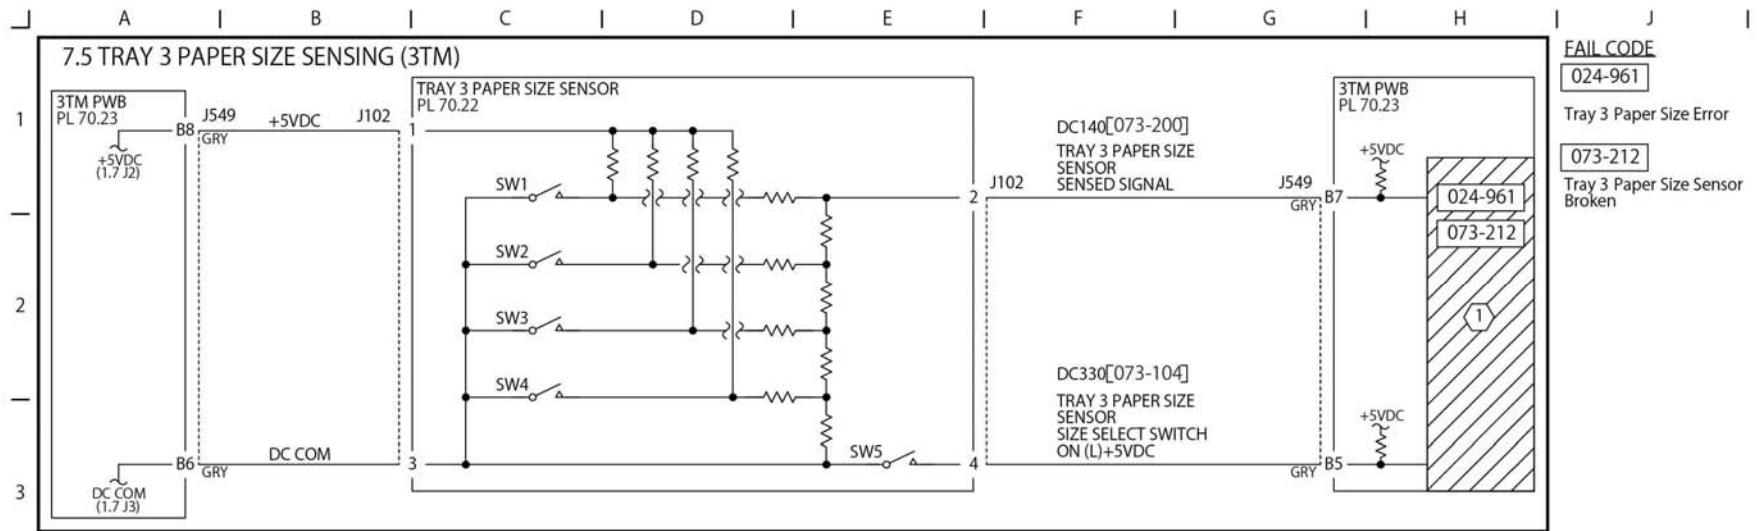 A B C D E F G H J
7.5 TRAY 3 PAPER SIZE SENSING (3TM)
FAIL CODE
024-961
Tray 3 Paper Size Error
073-212
Tray 3 Paper Size Sensor
Broken
1
2
3
3TM PWB
PL 70.23
B8
J549
GRY
+5VDC
J102
1
+5VDC
(1.7 J2)
TRAY 3 PAPER SIZE SENSOR
PL 70.22
SW1
SW2
SW3
SW4
SW5
2
J102
DC140[073-200]
TRAY 3 PAPER SIZE
SENSOR
SENSED SIGNAL
J549
GRY
B7
3TM PWB
PL 70.23
+5VDC
024-961
073-212
1
DC330[073-104]
TRAY 3 PAPER SIZE
SENSOR
SIZE SELECT SWITCH
ON (L)+5VDC
+5VDC
B6
GRY
DC COM
3
4
GRY
B5
DC COM
(1.7 J3)